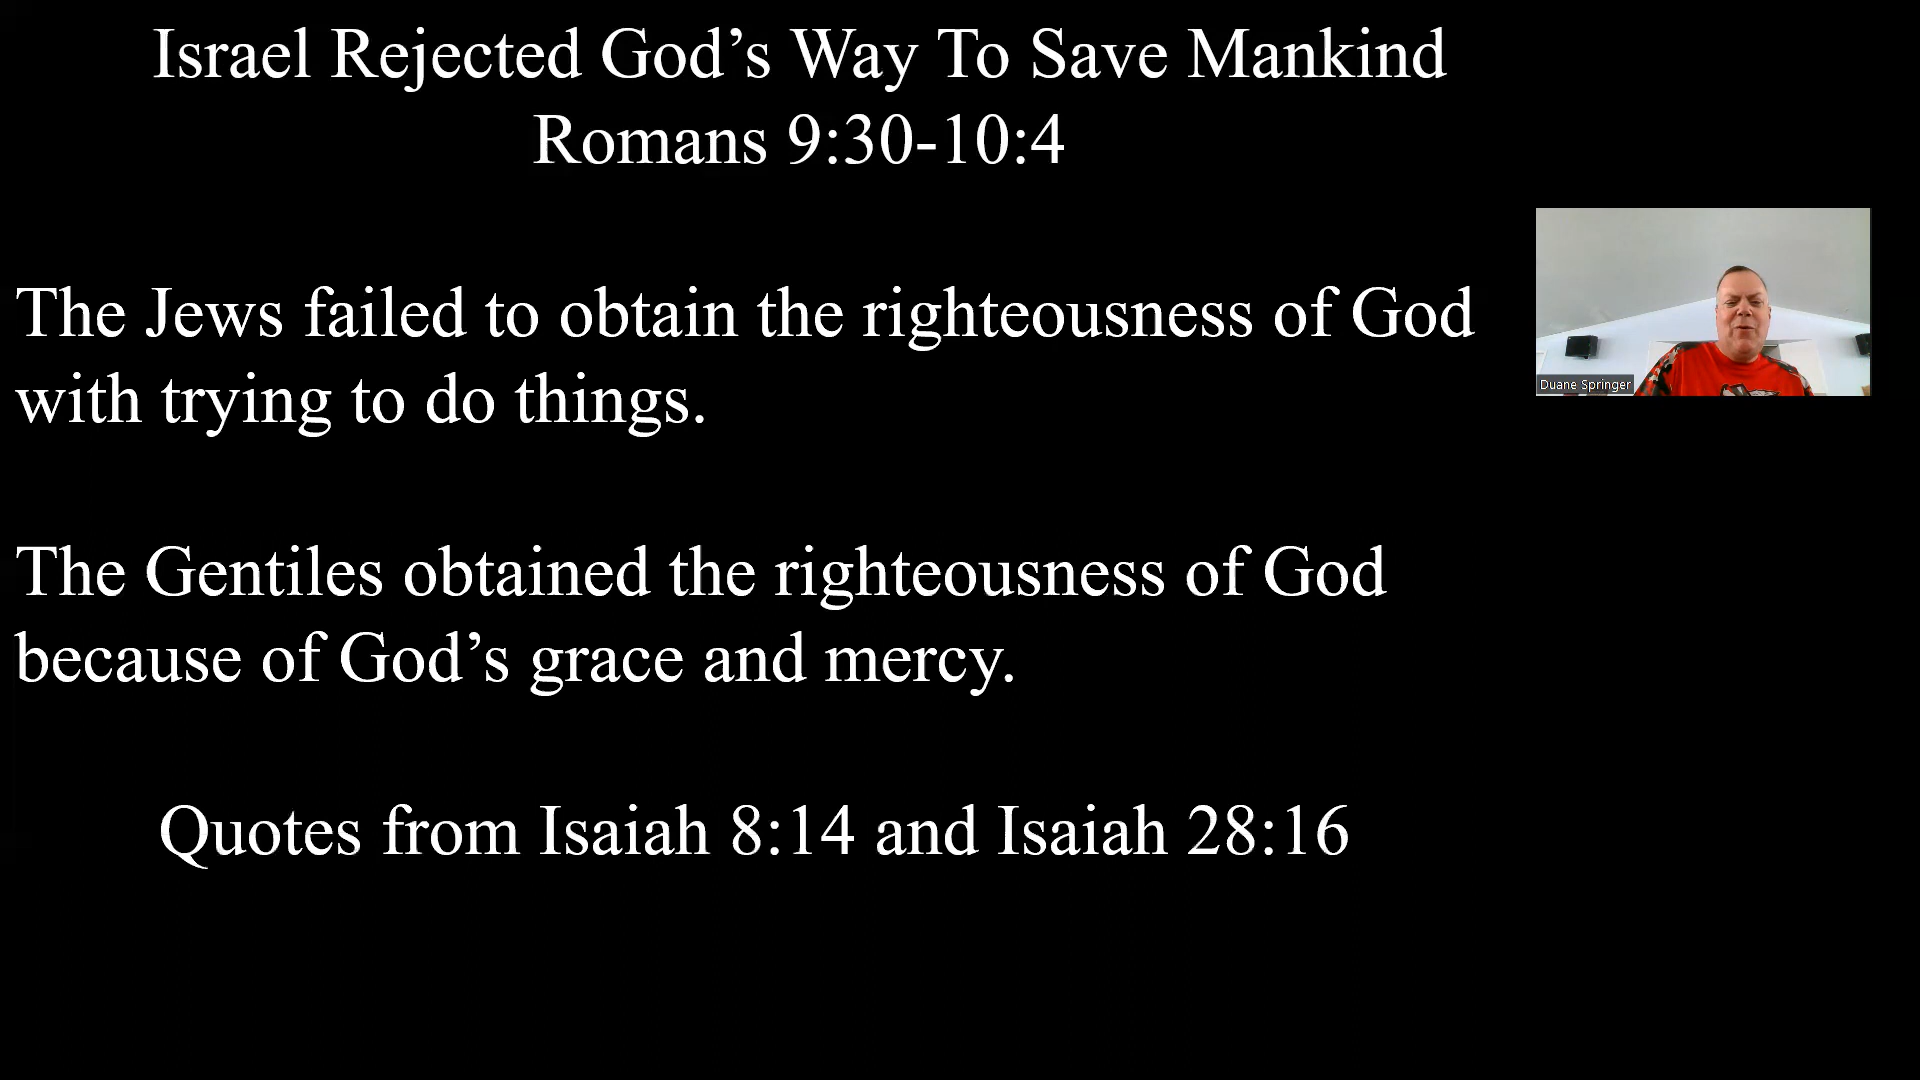 Israel Rejected God’s Way To Save Mankind
Romans 9:30-10:4
The Jews failed to obtain the righteousness of God
with trying to do things.
Duane Springer
The Gentiles obtained the righteousness of God
because of God’s grace and mercy.
Quotes from Isaiah 8:14 and Isaiah 28:16